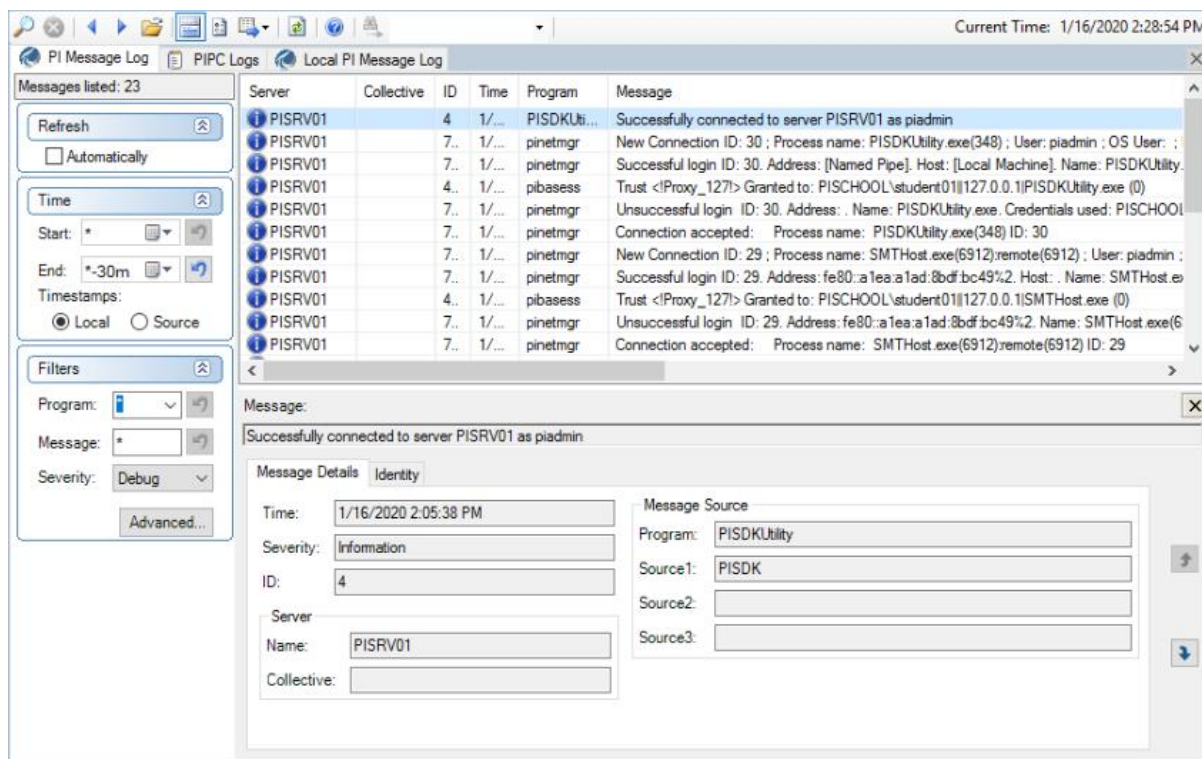 Current Time: 1/16/2020 2:28:54 PM
PI Message Log PIPC Logs Local PI Message Log
Messages listed: 23
Refresh
Automatically
Time
Start: *
End: *-30m
Timestamps:
Local Source
Filters
Program: *
Message: *
Severity: Debug
Advanced...
Server Collective ID Time Program Message
PISRV01 4 1/... PISDKUti... Successfully connected to server PISRV01 as piadmin
PISRV01 7.. 1/... pinetmgr New Connection ID: 30 ; Process name: PISDKUtility.exe(348) ; User: piadmin ; OS User: ;
PISRV01 7.. 1/... pinetmgr Successful login ID: 30. Address: [Named Pipe]. Host: [Local Machine]. Name: PISDKUtility.
PISRV01 4.. 1/... pibasess Trust <!Proxy_127!> Granted to: PISCHOOL\student01||127.0.0.1|PISDKUtility.exe (0)
PISRV01 7.. 1/... pinetmgr Unsuccessful login ID: 30. Address: . Name: PISDKUtility.exe. Credentials used: PISCHOOL
PISRV01 7.. 1/... pinetmgr Connection accepted: Process name: PISDKUtility.exe(348) ID: 30
PISRV01 7.. 1/... pinetmgr New Connection ID: 29 ; Process name: SMTHost.exe(6912):remote(6912) ; User: piadmin ;
PISRV01 7.. 1/... pinetmgr Successful login ID: 29. Address: fe80::a1ea:a1ad:8bdf:bc49%2. Host: . Name: SMTHost.ex
PISRV01 4.. 1/... pibasess Trust <!Proxy_127!> Granted to: PISCHOOL\student01||127.0.0.1|SMTHost.exe (0)
PISRV01 7.. 1/... pinetmgr Unsuccessful login ID: 29. Address: fe80::a1ea:a1ad:8bdf:bc49%2. Name: SMTHost.exe(6
PISRV01 7.. 1/... pinetmgr Connection accepted: Process name: SMTHost.exe(6912):remote(6912) ID: 29
Message:
Successfully connected to server PISRV01 as piadmin
Message Details Identity
Time: 1/16/2020 2:05:38 PM
Severity: Information
ID: 4
Server
Name: PISRV01
Collective:
Message Source
Program: PISDKUtility
Source1: PISDK
Source2:
Source3: